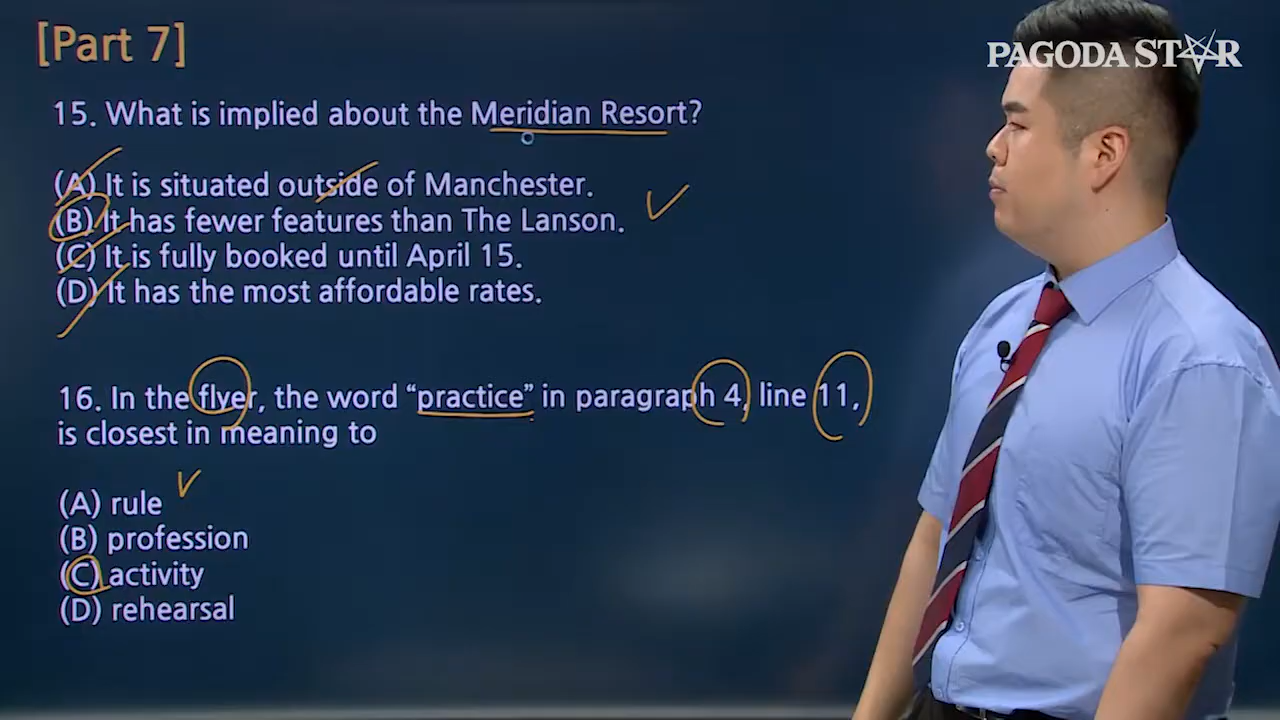 [Part 7]
PAGODA STAR
15. What is implied about the Meridian Resort?
(A) It is situated outside of Manchester.
(B) It has fewer features than The Lanson.
(C) It is fully booked until April 15.
(D) It has the most affordable rates.
16. In the flyer, the word “practice” in paragraph 4, line 11,
is closest in meaning to
(A) rule
(B) profession
(C) activity
(D) rehearsal